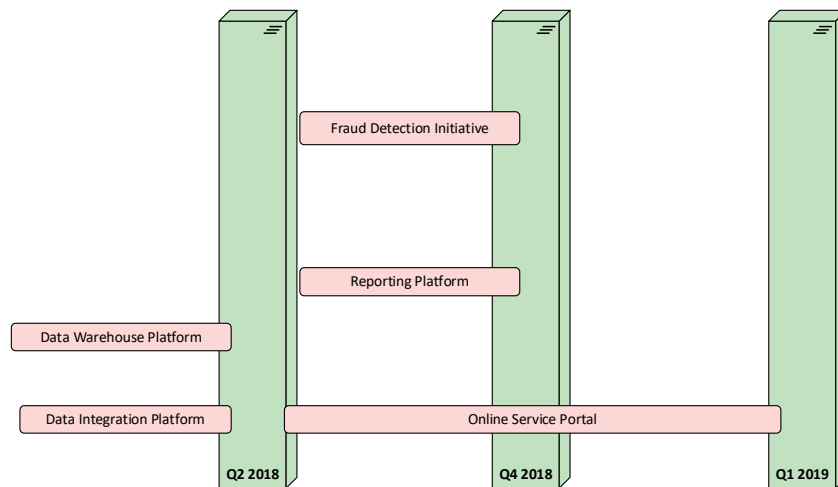 Fraud Detection Initiative
Reporting Platform
Data Warehouse Platform
Data Integration Platform
Online Service Portal
Q2 2018
Q4 2018
Q1 2019